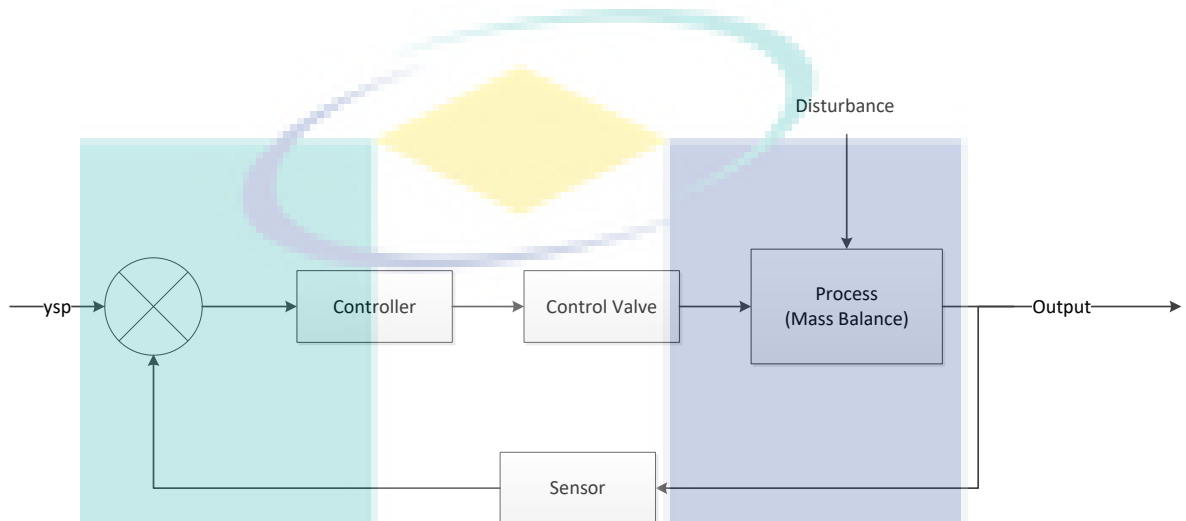 Disturbance
ysp
Controller
Control Valve
Process
(Mass Balance)
Output
Sensor